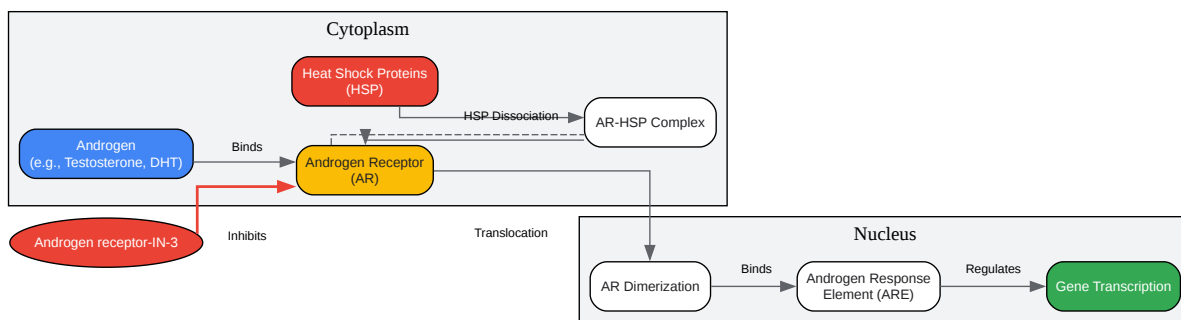 Cytoplasm
Heat Shock Proteins
(HSP)
HSP Dissociation
AR-HSP Complex
Androgen
(e.g., Testosterone, DHT)
Binds
Androgen Receptor
(AR)
Androgen receptor-IN-3
Inhibits
Translocation
Nucleus
AR Dimerization
Binds
Androgen Response
Element (ARE)
Regulates
Gene Transcription